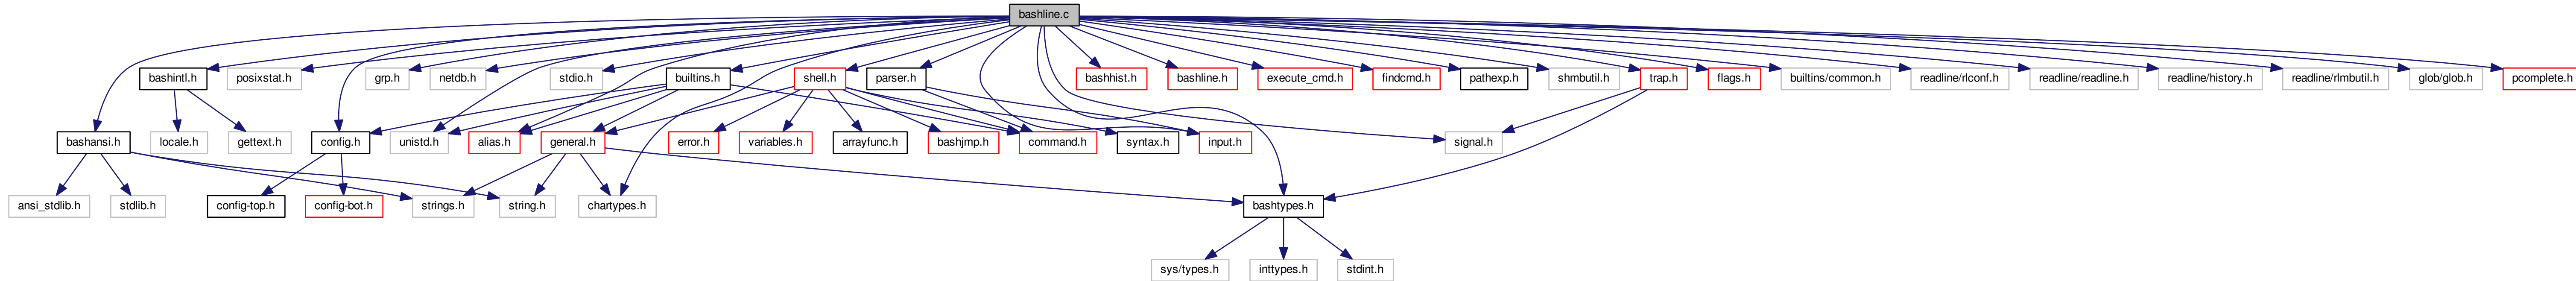 bashline.c
bashintl.h
posixstat.h
grp.h
netdb.h
stdio.h
builtins.h
shell.h
parser.h
bashhist.h
bashline.h
execute_cmd.h
findcmd.h
pathexp.h
shmbutil.h
trap.h
flags.h
builtins/common.h
readline/rlconf.h
readline/readline.h
readline/history.h
readline/rlmbutil.h
glob/glob.h
pcomplete.h
bashansi.h
locale.h
gettext.h
config.h
unistd.h
alias.h
general.h
error.h
variables.h
arrayfunc.h
bashjmp.h
command.h
syntax.h
input.h
signal.h
ansi_stdlib.h
stdlib.h
config-top.h
config-bot.h
strings.h
string.h
chartypes.h
bashtypes.h
sys/types.h
inttypes.h
stdint.h